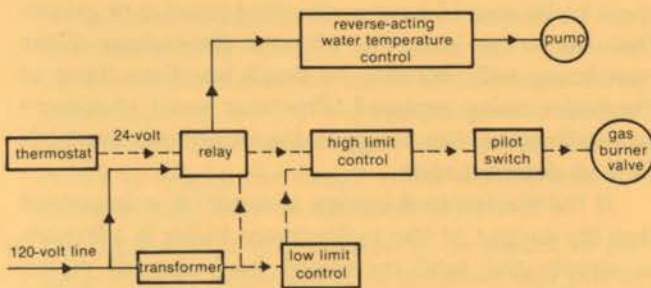 reverse-acting
water temperature
control
pump
24-volt
thermostat
relay
high limit
control
pilot
switch
gas
burner
valve
120-volt line
transformer
low limit
control